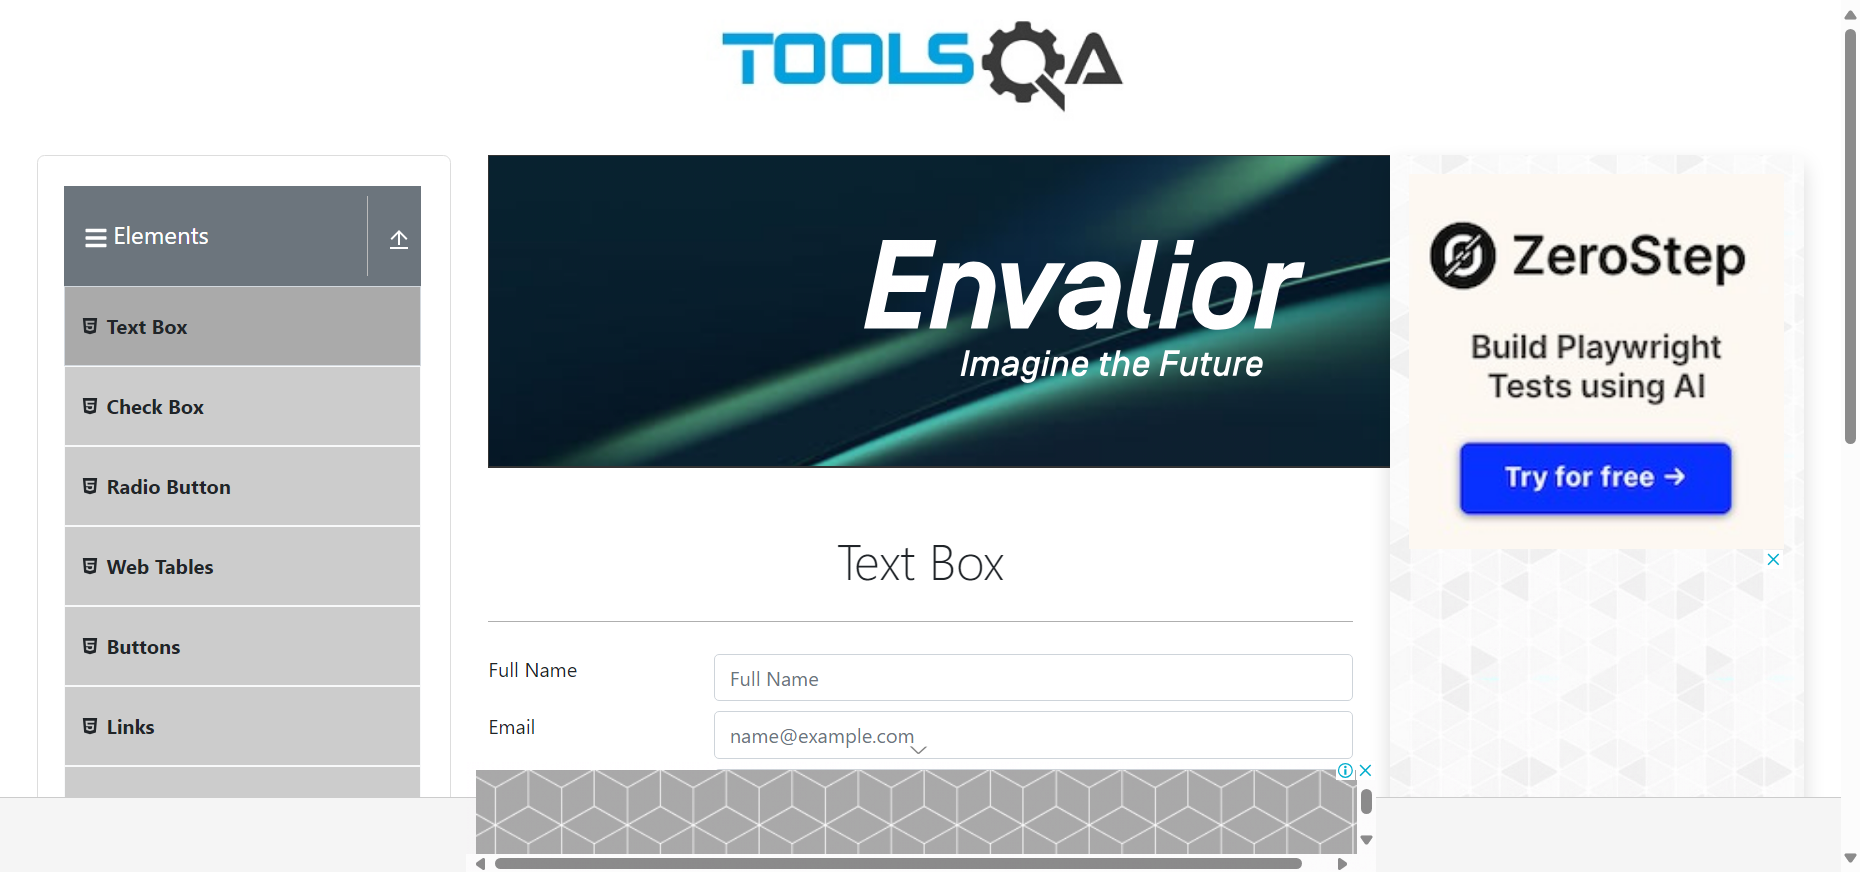 TOOLSQA
Elements
Text Box
Check Box
Radio Button
Web Tables
Buttons
Links
Envalior
Imagine the Future
Text Box
Full Name
Full Name
Email
name@example.com
ZeroStep
Build Playwright
Tests using AI
Try for free →